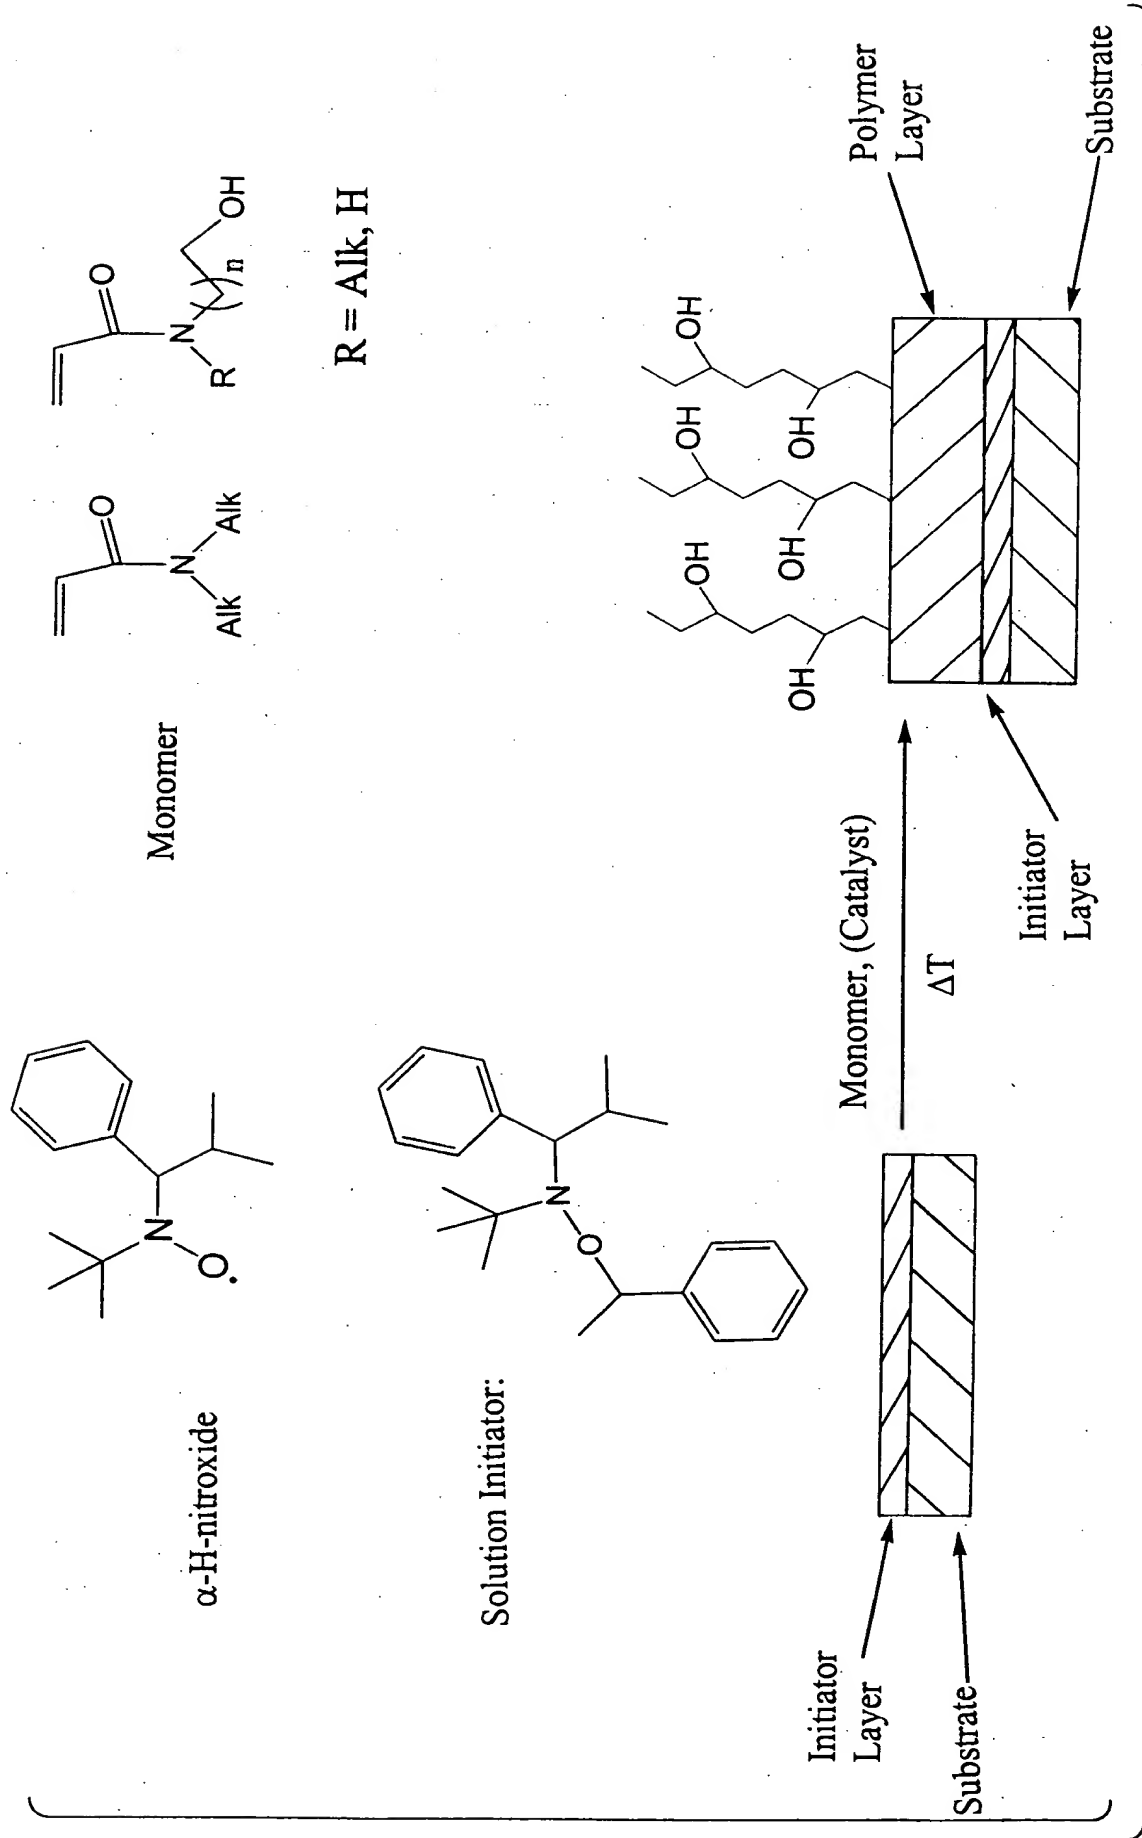 α-H-nitroxide
N
O.
Monomer
O
N
Alk
Alk
O
N
R
( )n
OH
R = Alk, H
Solution Initiator:
N
O
Initiator
Layer
Substrate
Monomer, (Catalyst)
ΔT
OH
OH
OH
OH
OH
OH
Polymer
Layer
Initiator
Layer
Substrate